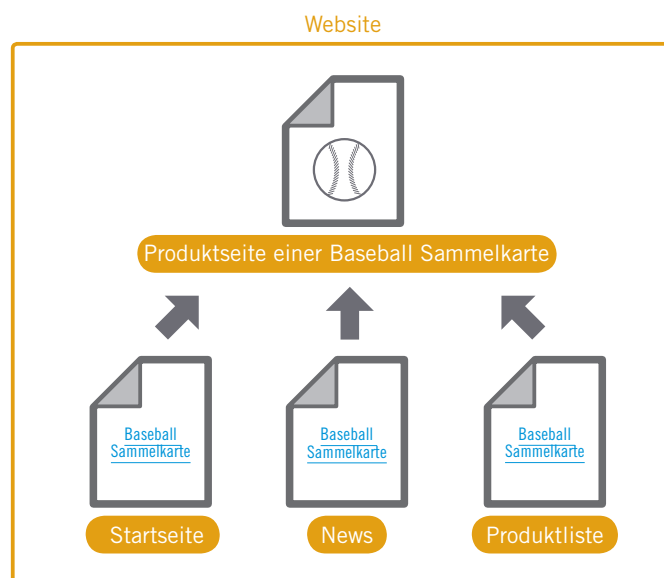 Website
Produktseite einer Baseball Sammelkarte
Baseball
Sammelkarte
Baseball
Sammelkarte
Baseball
Sammelkarte
Startseite
News
Produktliste